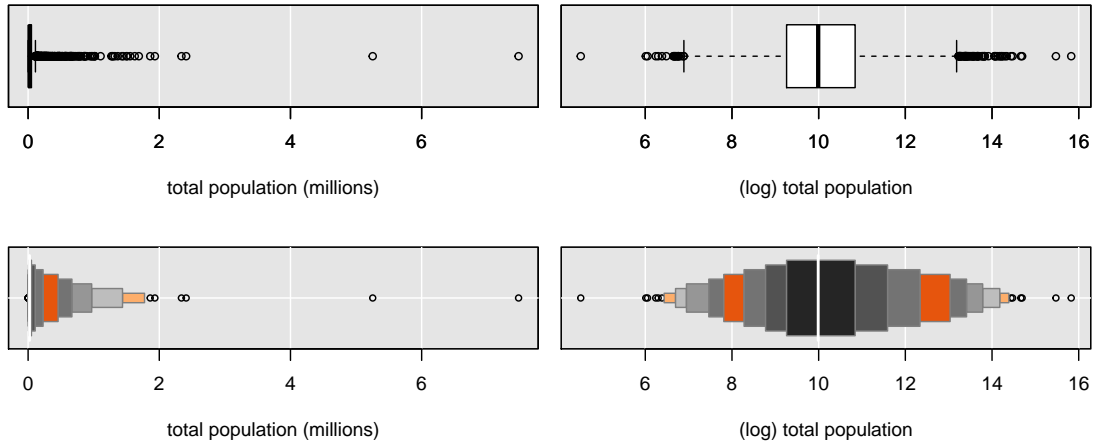 0 2 4 6
total population (millions)
6 8 10 12 14 16
(log) total population
0 2 4 6
total population (millions)
6 8 10 12 14 16
(log) total population